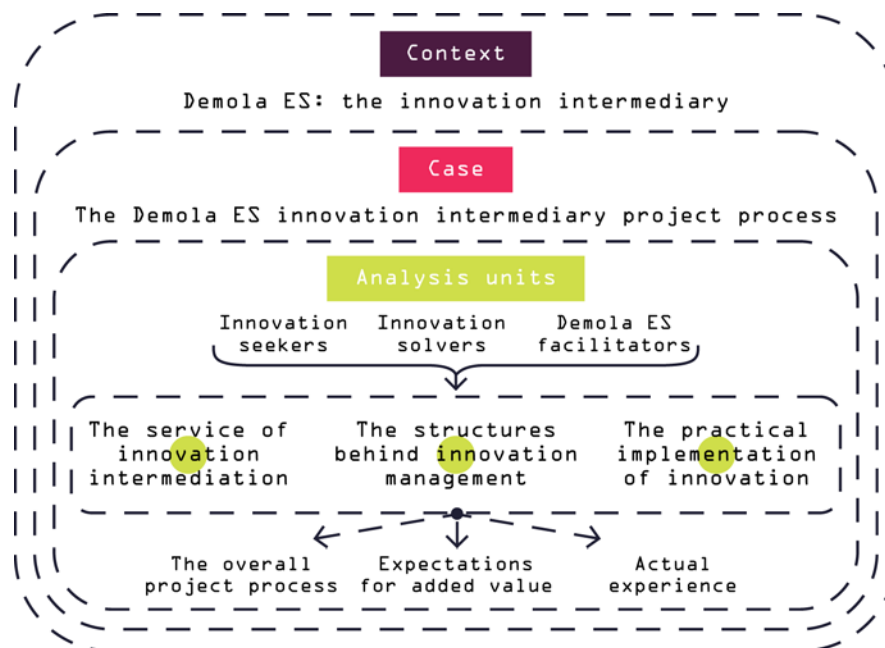 Context
Demola ES: the innovation intermediary
Case
The Demola ES innovation intermediary project process
Analysis units
Innovation seekers
Innovation solvers
Demola ES facilitators
The service of
innovation
intermediation
The structures
behind innovation
management
The practical
implementation
of innovation
The overall
project process
Expectations
for added value
Actual
experience